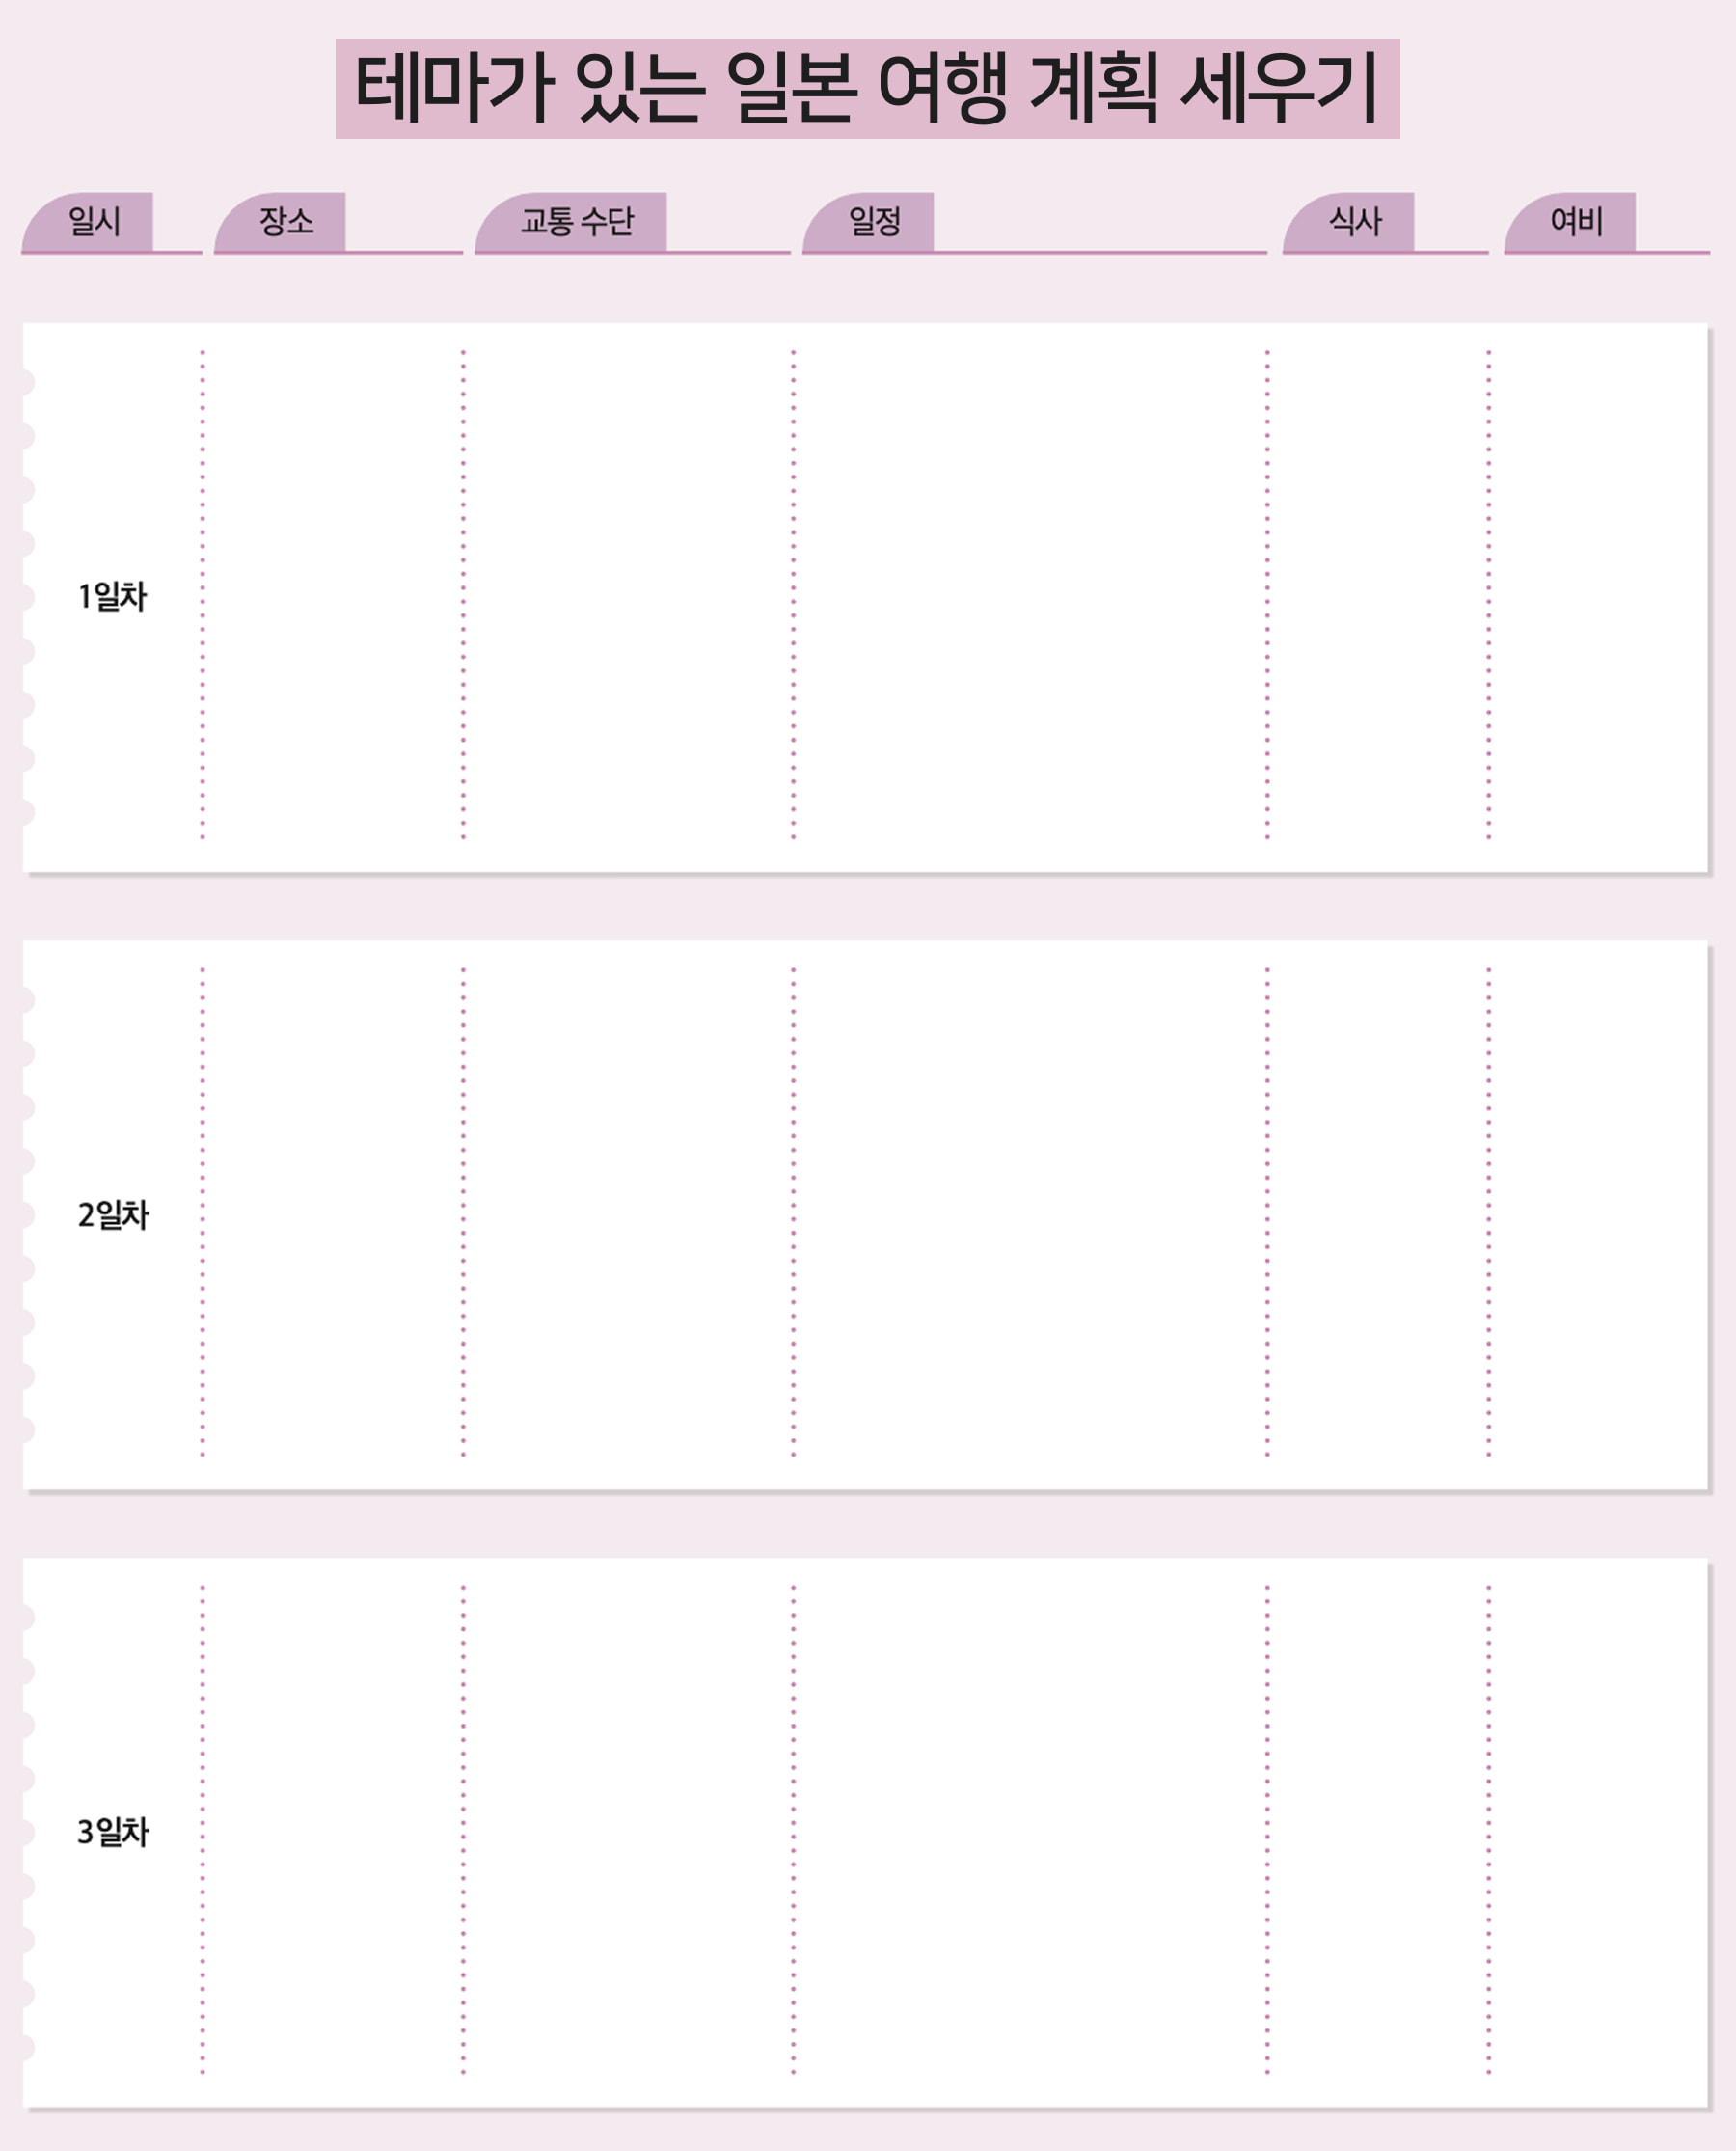 테마가 있는 일본 여행 계획 세우기
일시 장소 교통 수단 일정 식사 여비
1일차
2일차
3일차